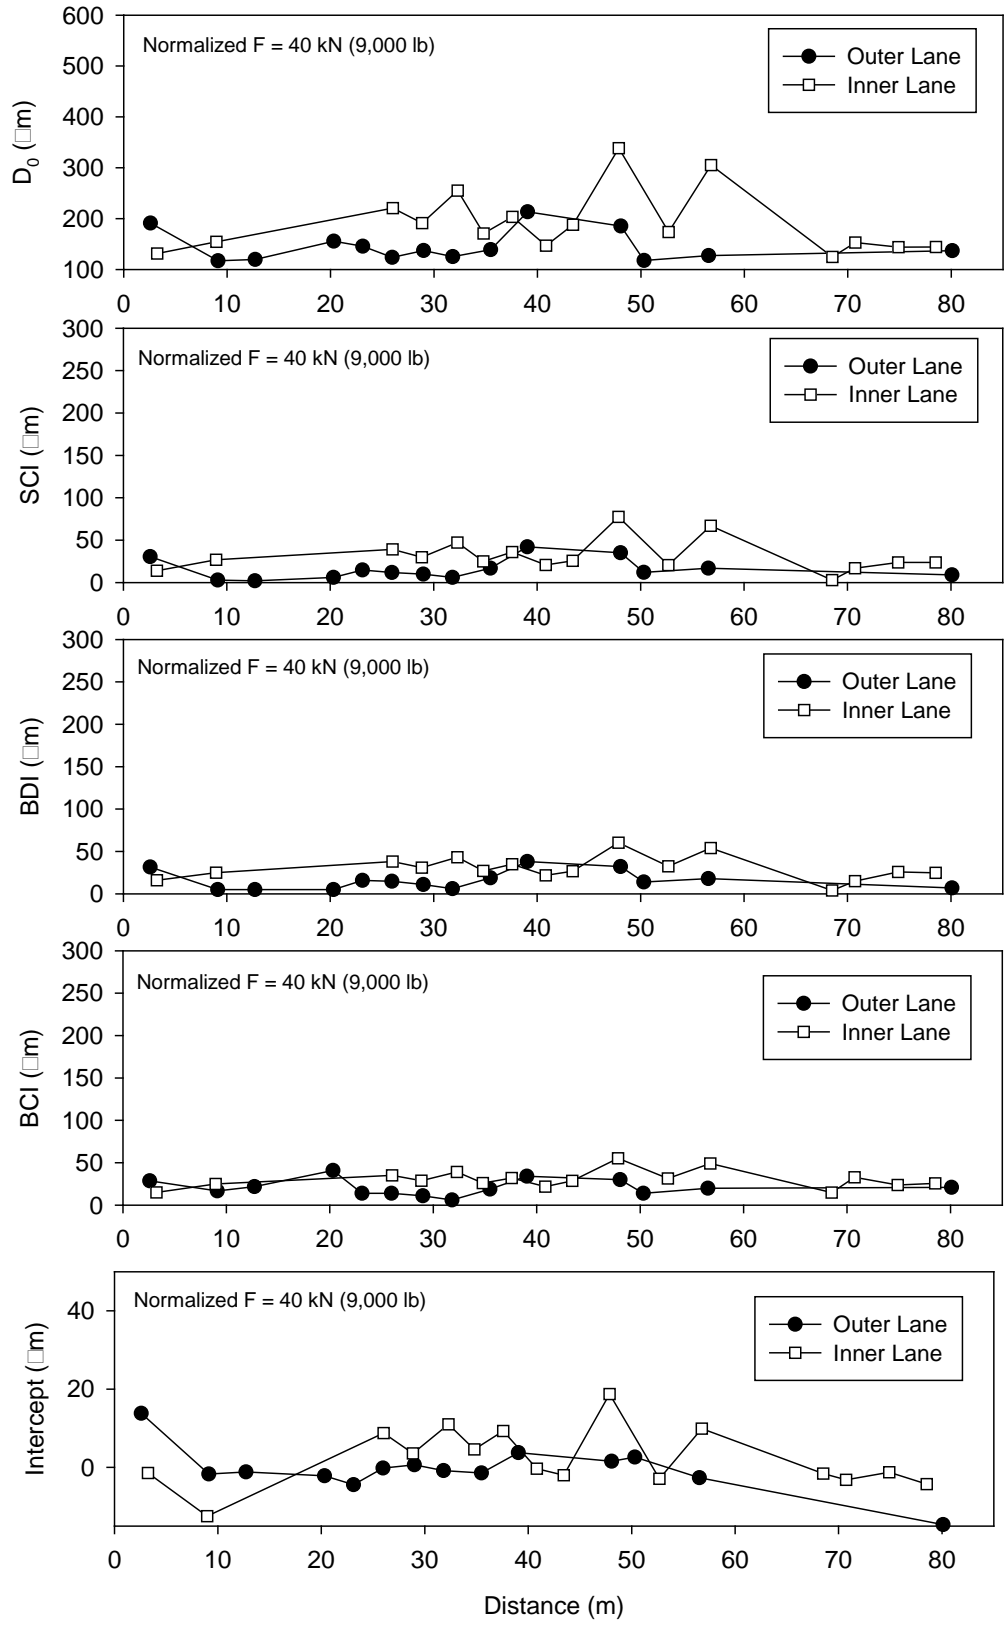 600
500
400
300
200
100
D0 (□m)
Normalized F = 40 kN (9,000 lb)
Outer Lane
Inner Lane
0 10 20 30 40 50 60 70 80
300
250
200
150
100
50
0
SCI (□m)
Normalized F = 40 kN (9,000 lb)
Outer Lane
Inner Lane
0 10 20 30 40 50 60 70 80
300
250
200
150
100
50
0
BDI (□m)
Normalized F = 40 kN (9,000 lb)
Outer Lane
Inner Lane
0 10 20 30 40 50 60 70 80
300
250
200
150
100
50
0
BCI (□m)
Normalized F = 40 kN (9,000 lb)
Outer Lane
Inner Lane
0 10 20 30 40 50 60 70 80
40
20
0
Intercept (□m)
Normalized F = 40 kN (9,000 lb)
Outer Lane
Inner Lane
0 10 20 30 40 50 60 70 80
Distance (m)